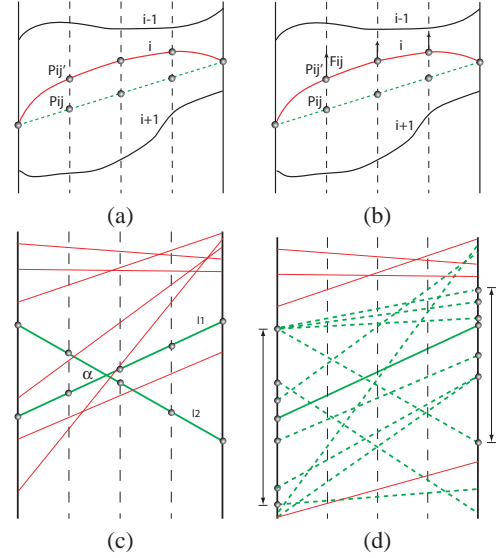 i-1
i
Pij'
Pij
i+1
(a)
i-1
i
Pij' Fij
Pij
i+1
(b)
l1
α
l2
(c)
(d)